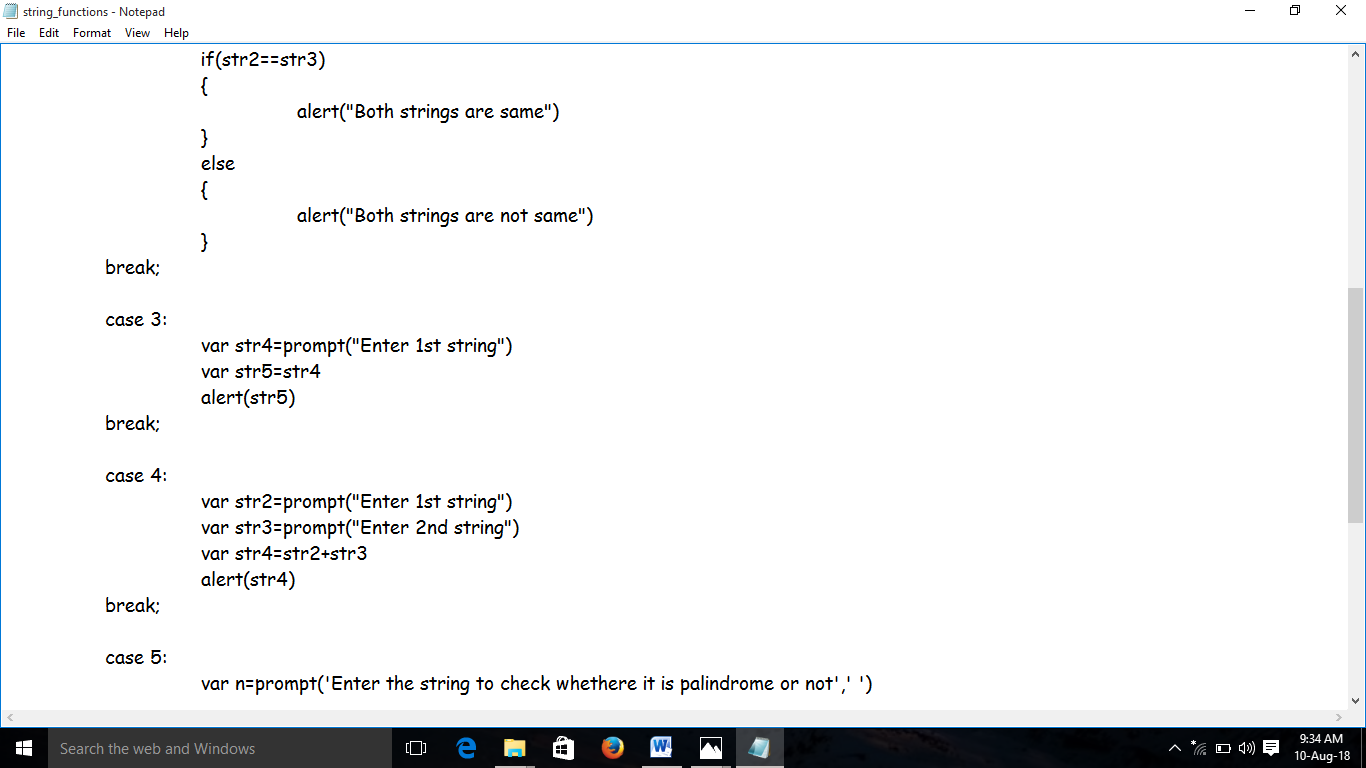 string_functions - Notepad
File Edit Format View Help
if(str2==str3)
{
alert("Both strings are same")
}
else
{
alert("Both strings are not same")
}
break;
case 3:
var str4=prompt("Enter 1st string")
var str5=str4
alert(str5)
break;
case 4:
var str2=prompt("Enter 1st string")
var str3=prompt("Enter 2nd string")
var str4=str2+str3
alert(str4)
break;
case 5:
var n=prompt('Enter the string to check whethere it is palindrome or not',' ')
Search the web and Windows
9:34 AM
10-Aug-18